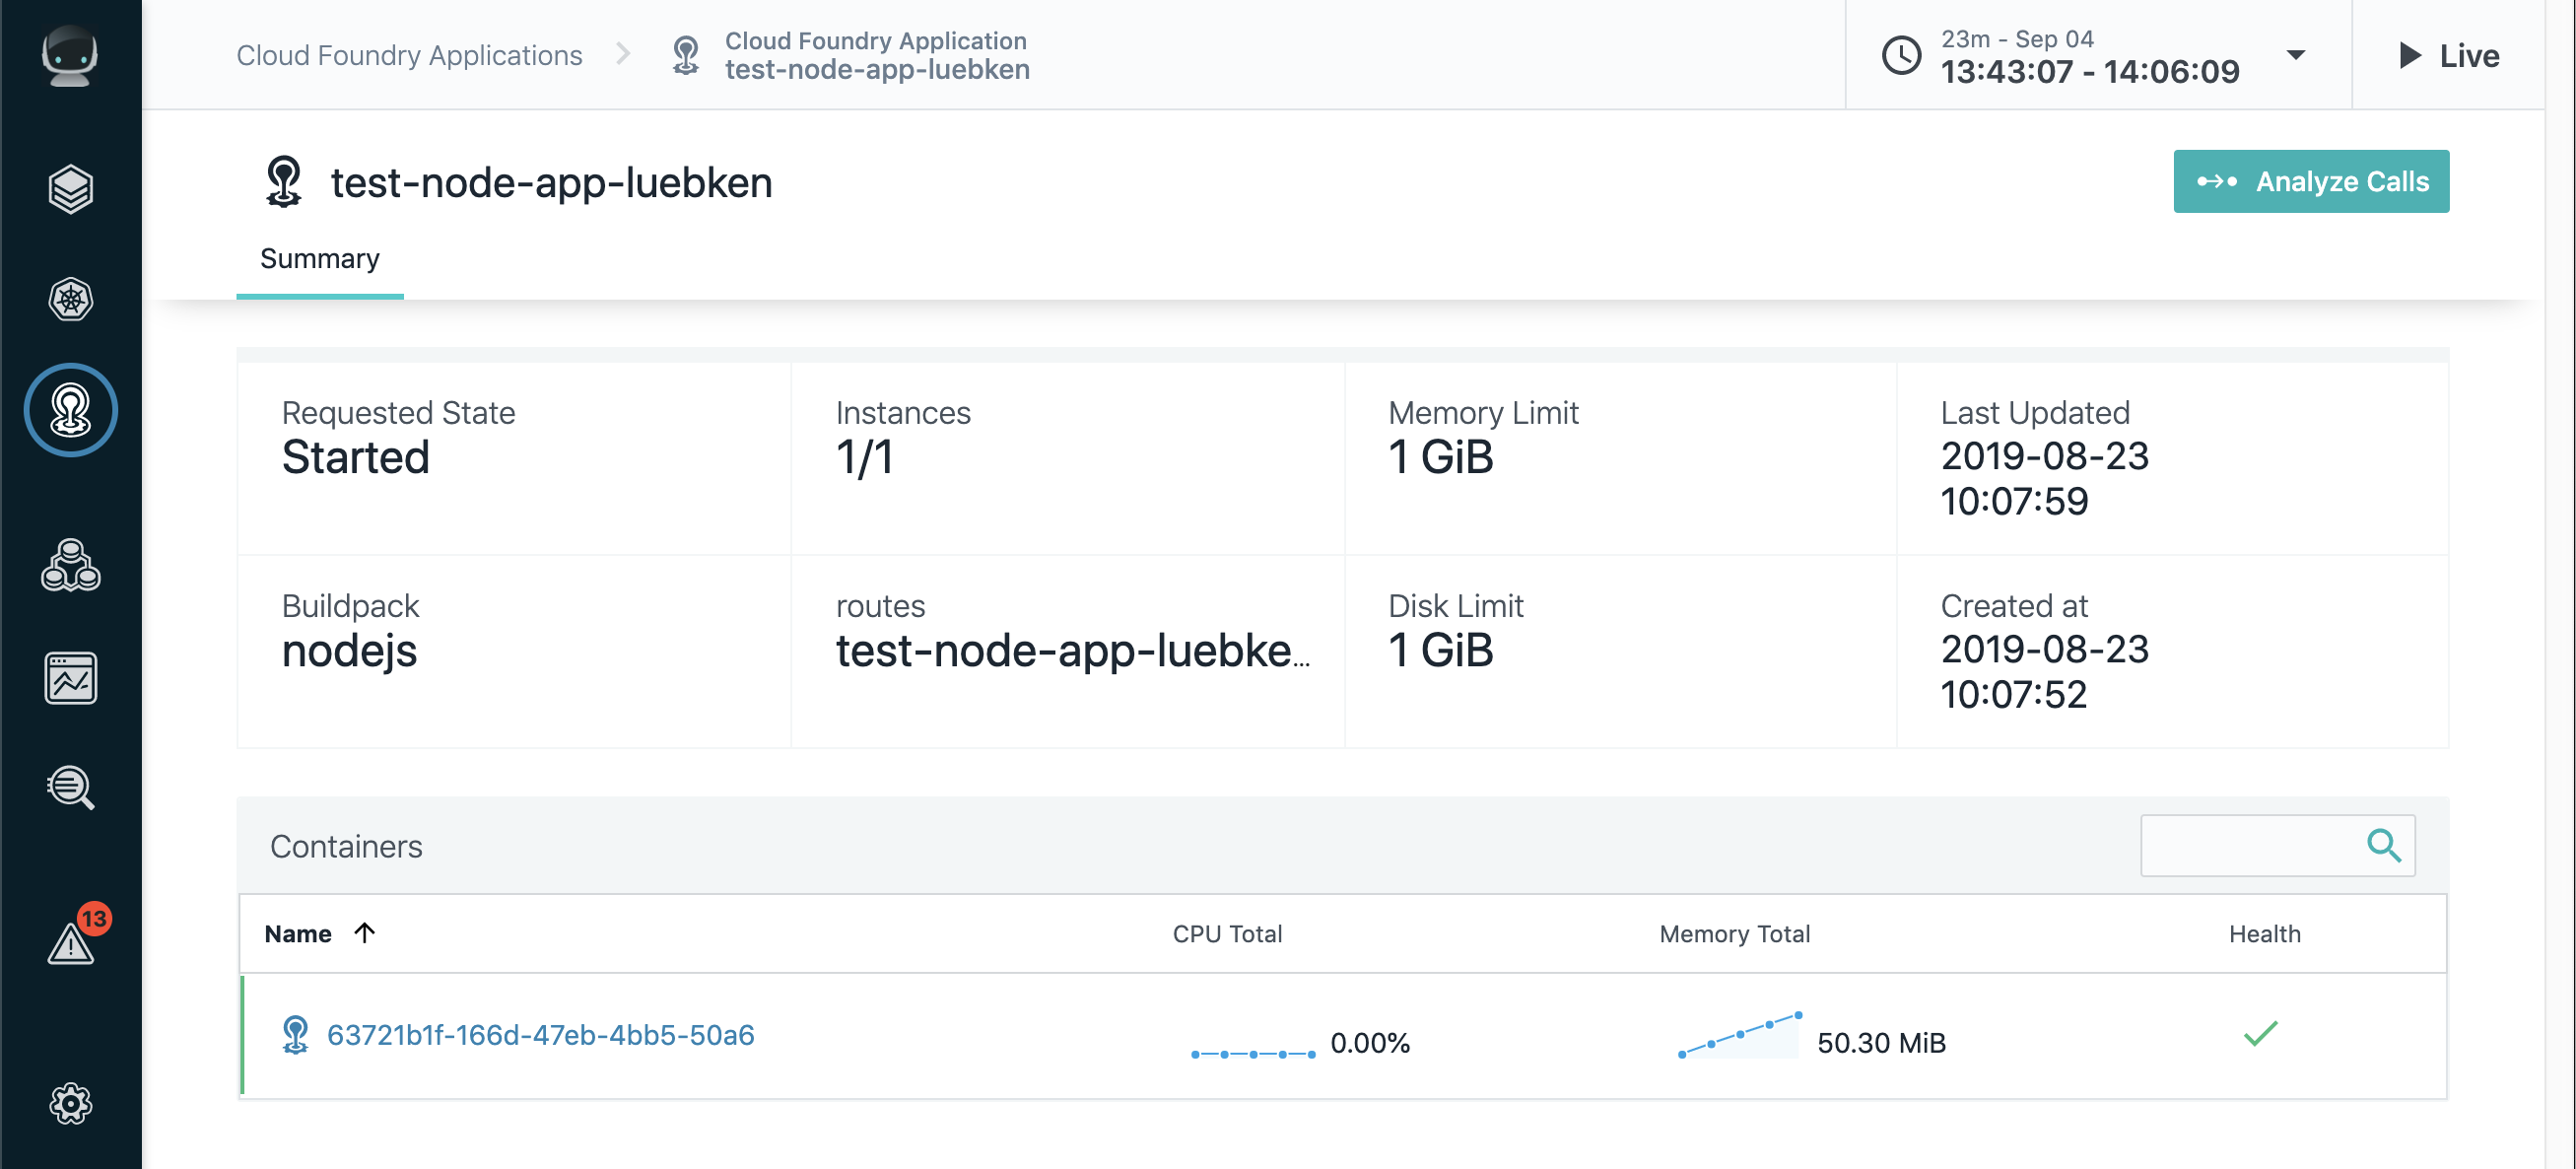 Cloud Foundry Applications
Cloud Foundry Application
test-node-app-luebken
23m - Sep 04
13:43:07 - 14:06:09
Live
test-node-app-luebken
Analyze Calls
Summary
Requested State
Started
Instances
1/1
Memory Limit
1 GiB
Last Updated
2019-08-23
10:07:59
Buildpack
nodejs
routes
test-node-app-luebke...
Disk Limit
1 GiB
Created at
2019-08-23
10:07:52
Containers
Name
CPU Total
Memory Total
Health
63721b1f-166d-47eb-4bb5-50a6
0.00%
50.30 MiB
13